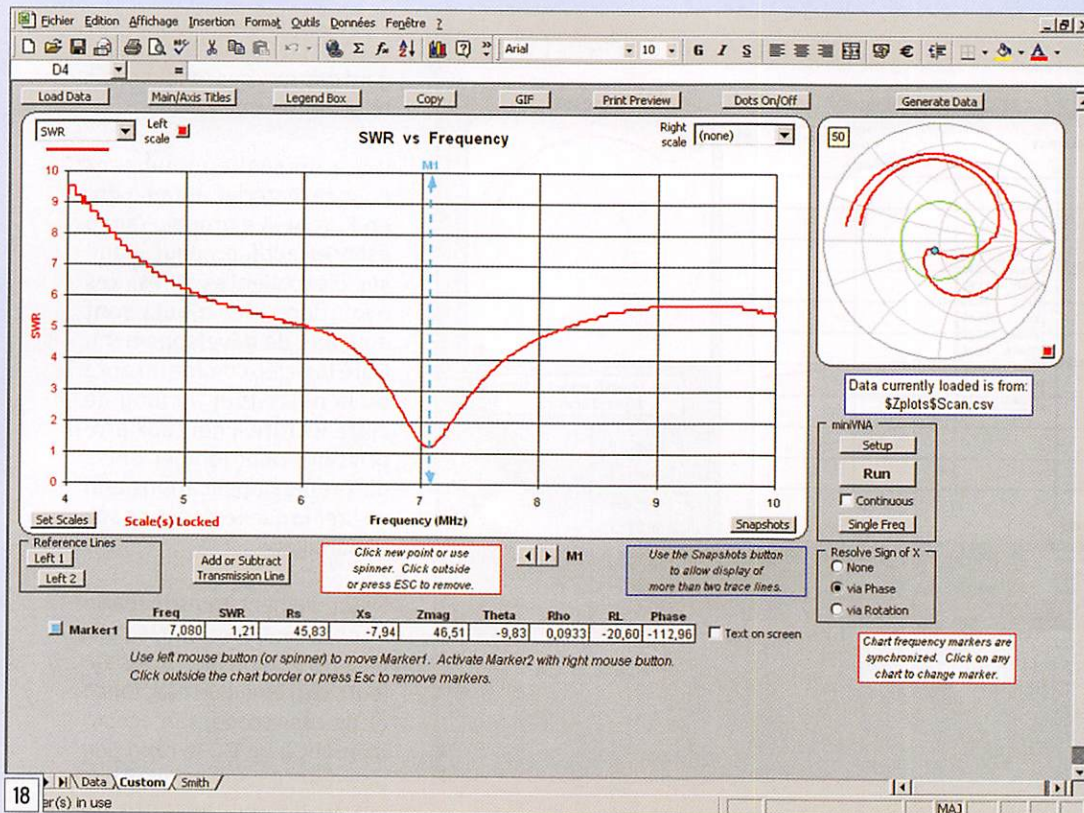 Fichier Edition Affichage Insertion Format Outils Données Fenêtre ?
Arial 10 G I S
D4 =
Load Data Main/Axis Titles Legend Box Copy GIF Print Preview Dots On/Off Generate Data
SWR
Left scale
SWR vs Frequency
Right scale
(none)
M1
SWR
10
9
8
7
6
5
4
3
2
1
0
4 5 6 7 8 9 10
Set Scales
Scale(s) Locked
Frequency (MHz)
Snapshots
50
Data currently loaded is from:
$Zplots$Scan.csv
miniVNA
Setup
Run
Continuous
Single Freq
Reference Lines
Left 1
Left 2
Add or Subtract
Transmission Line
Click new point or use
spinner. Click outside
or press ESC to remove.
M1
Use the Snapshots button
to allow display of
more than two trace lines.
Resolve Sign of X
None
via Phase
via Rotation
Freq SWR Rs Xs Zmag Theta Rho RL Phase
Marker1 7,080 1,21 45,83 -7,94 46,51 -9,83 0,0933 -20,60 -112,96 Text on screen
Use left mouse button (or spinner) to move Marker1. Activate Marker2 with right mouse button.
Click outside the chart border or press Esc to remove markers.
Chart frequency markers are
synchronized. Click on any
chart to change marker.
Data Custom Smith
18
er(s) in use
MAJ